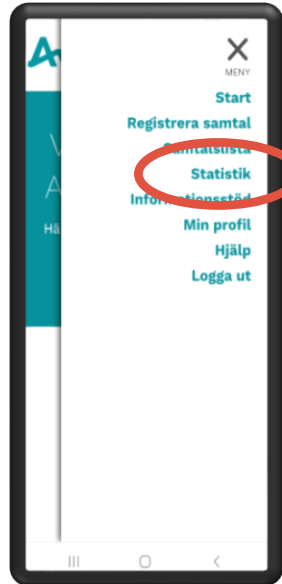 MENY
Start
Registrera samtal
Samtalslista
Statistik
Informationsstöd
Min profil
Hjälp
Logga ut
V
A
Hä